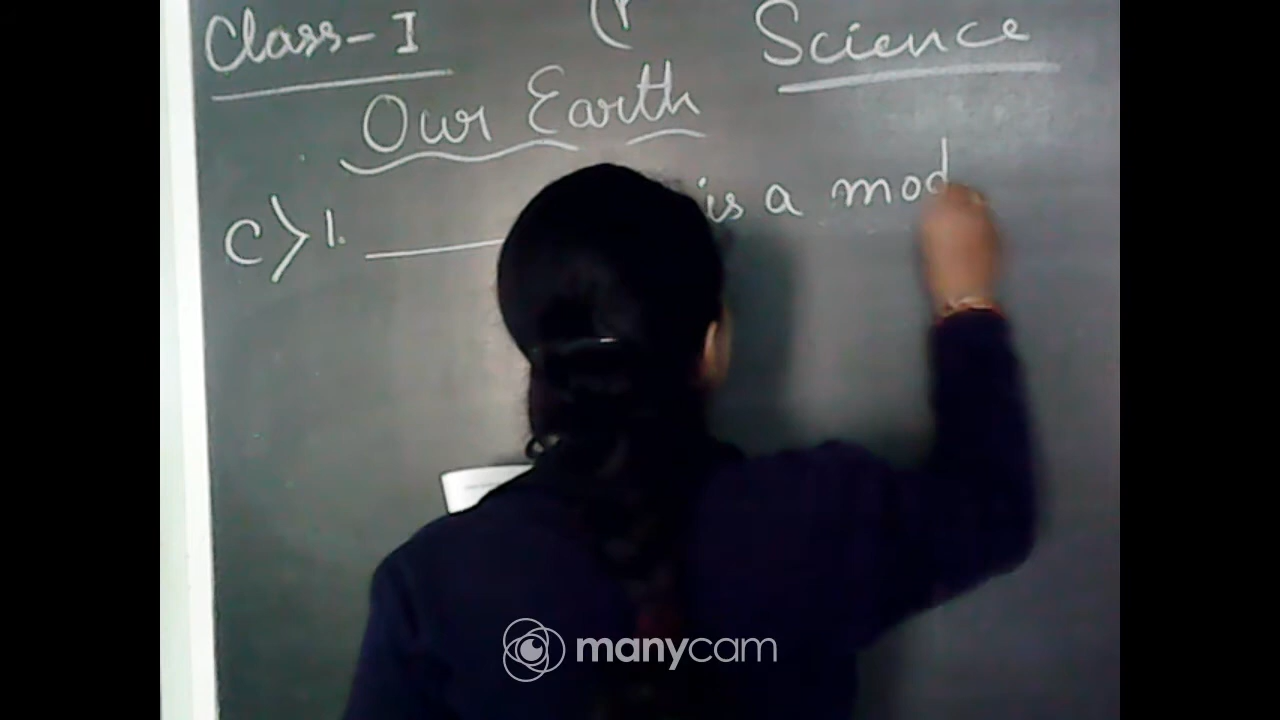 Class-I Science
Our Earth
C> 1. ______ is a mod
manycam